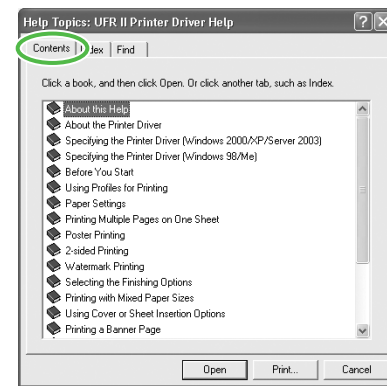 Help Topics: UFR II Printer Driver Help
Contents Index Find
Click a book, and then click Open. Or click another tab, such as Index.
About this Help
About the Printer Driver
Specifying the Printer Driver (Windows 2000/XP/Server 2003)
Specifying the Printer Driver (Windows 98/Me)
Before You Start
Using Profiles for Printing
Paper Settings
Printing Multiple Pages on One Sheet
Poster Printing
2-sided Printing
Watermark Printing
Selecting the Finishing Options
Printing with Mixed Paper Sizes
Using Cover or Sheet Insertion Options
Printing a Banner Page
Open Print... Cancel